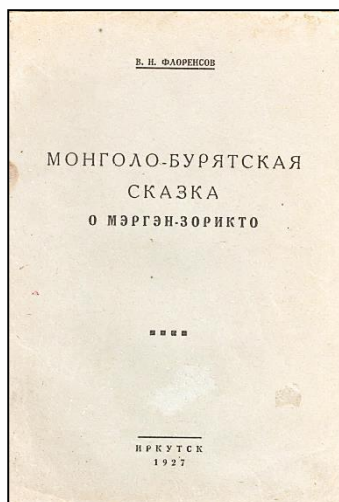 В. Н. ФЛОРЕНСОВ
МОНГОЛО-БУРЯТСКАЯ
СКАЗКА
О МЭРГЭН-ЗОРИКТО
ИРКУТСК
1927